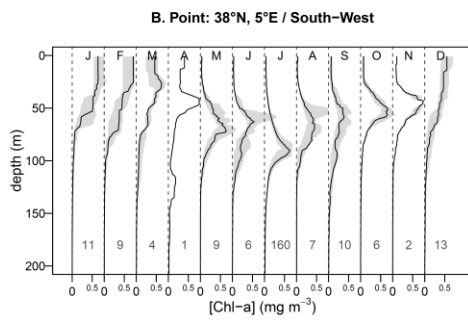 B. Point: 38°N, 5°E / South−West
J F M A M J J A S O N D
0
50
100
150
200
depth (m)
11 9 4 1 9 6 160 7 10 6 2 13
0 0.5 0 0.5 0 0.5 0 0.5 0 0.5 0 0.5 0 0.5 0 0.5 0 0.5 0 0.5 0 0.5 0 0.5
[Chl−a] (mg m−3)